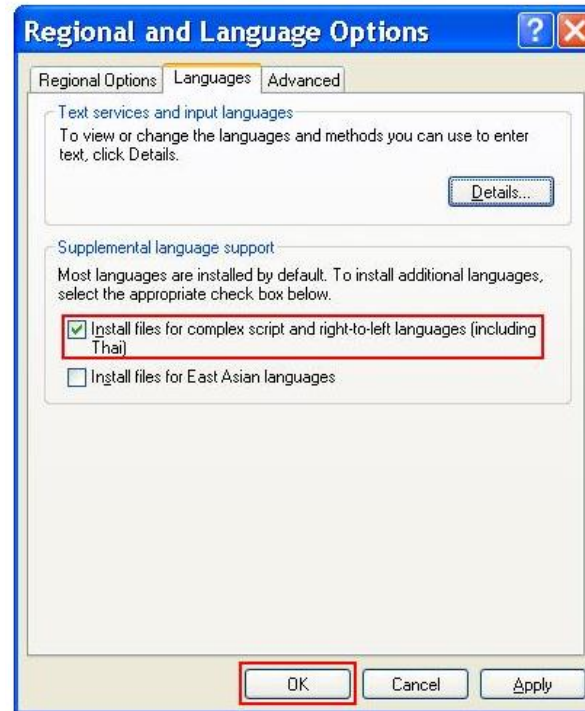 Regional and Language Options
Regional Options Languages Advanced
Text services and input languages
To view or change the languages and methods you can use to enter
text, click Details.
Details...
Supplemental language support
Most languages are installed by default. To install additional languages,
select the appropriate check box below.
Install files for complex script and right-to-left languages (including
Thai)
Install files for East Asian languages
OK Cancel Apply